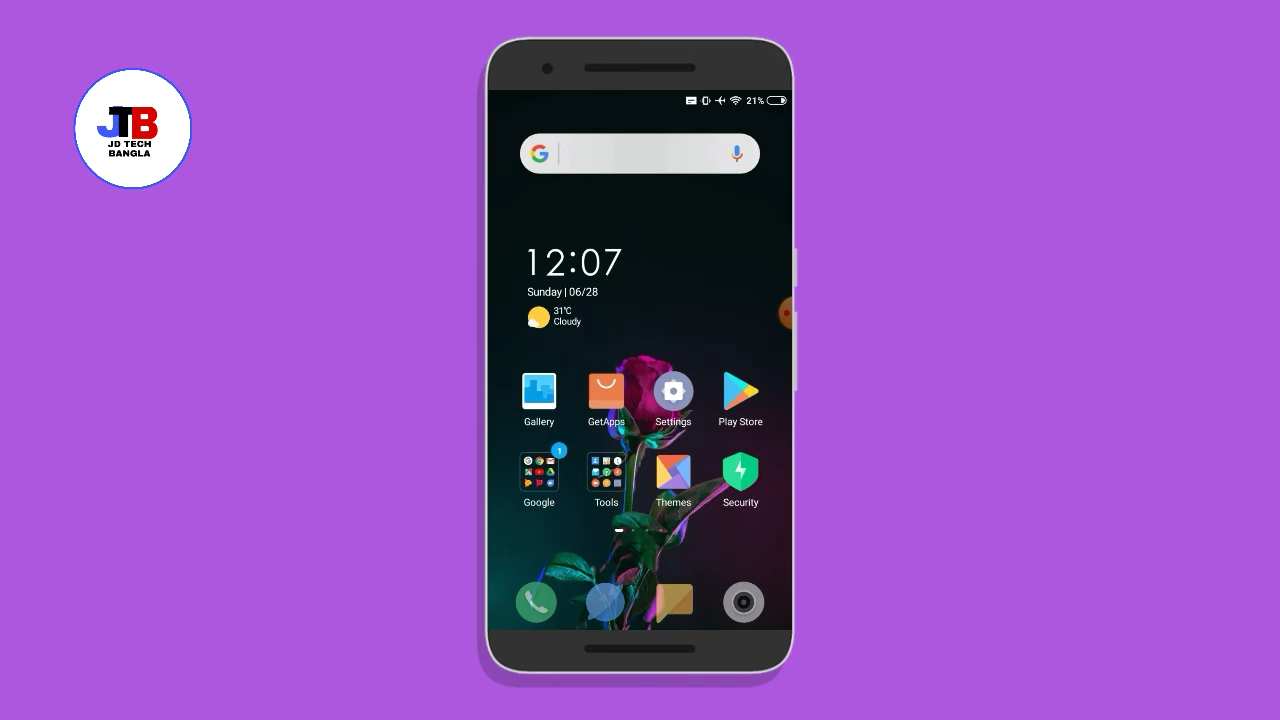 JTB
JD TECH
BANGLA
21%
12:07
Sunday | 06/28
31°C
Cloudy
Gallery
GetApps
Settings
Play Store
1
Google
Tools
Themes
Security